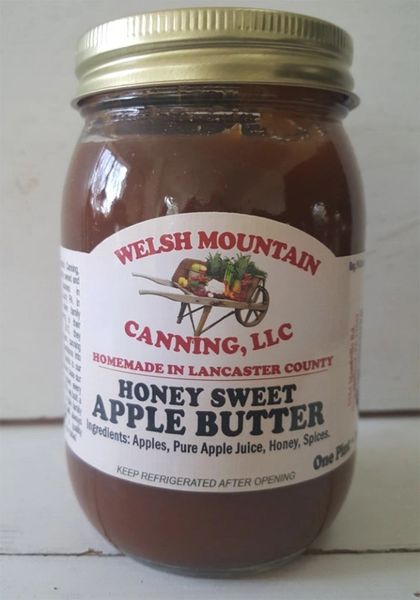 WELSH MOUNTAIN
CANNING, LLC
HOMEMADE IN LANCASTER COUNTY
HONEY SWEET
APPLE BUTTER
Ingredients: Apples, Pure Apple Juice, Honey, Spices.
KEEP REFRIGERATED AFTER OPENING
One